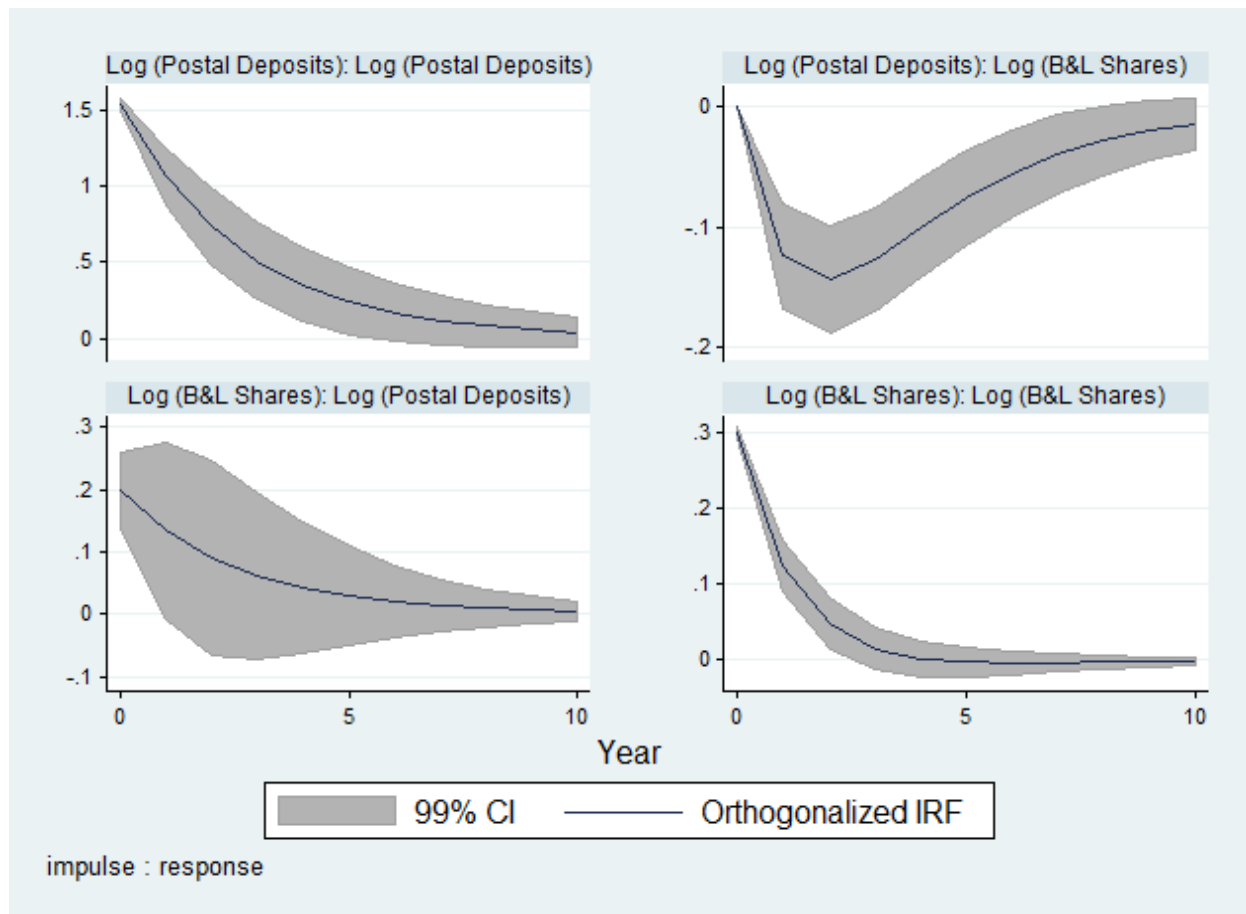 Log (Postal Deposits): Log (Postal Deposits)
Log (Postal Deposits): Log (B&L Shares)
1.5
1
.5
0
0
-.1
-.2
Log (B&L Shares): Log (Postal Deposits)
Log (B&L Shares): Log (B&L Shares)
.3
.2
.1
0
-.1
.3
.2
.1
0
0 5 10
0 5 10
Year
99% CI Orthogonalized IRF
impulse : response